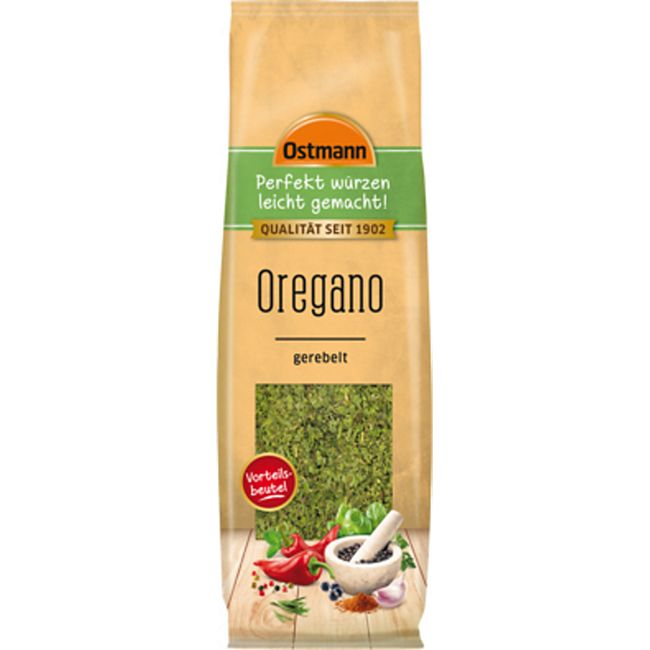 Ostmann
Perfekt würzen
leicht gemacht!
QUALITÄT SEIT 1902
Oregano
gerebelt
Vorteils-
beutel